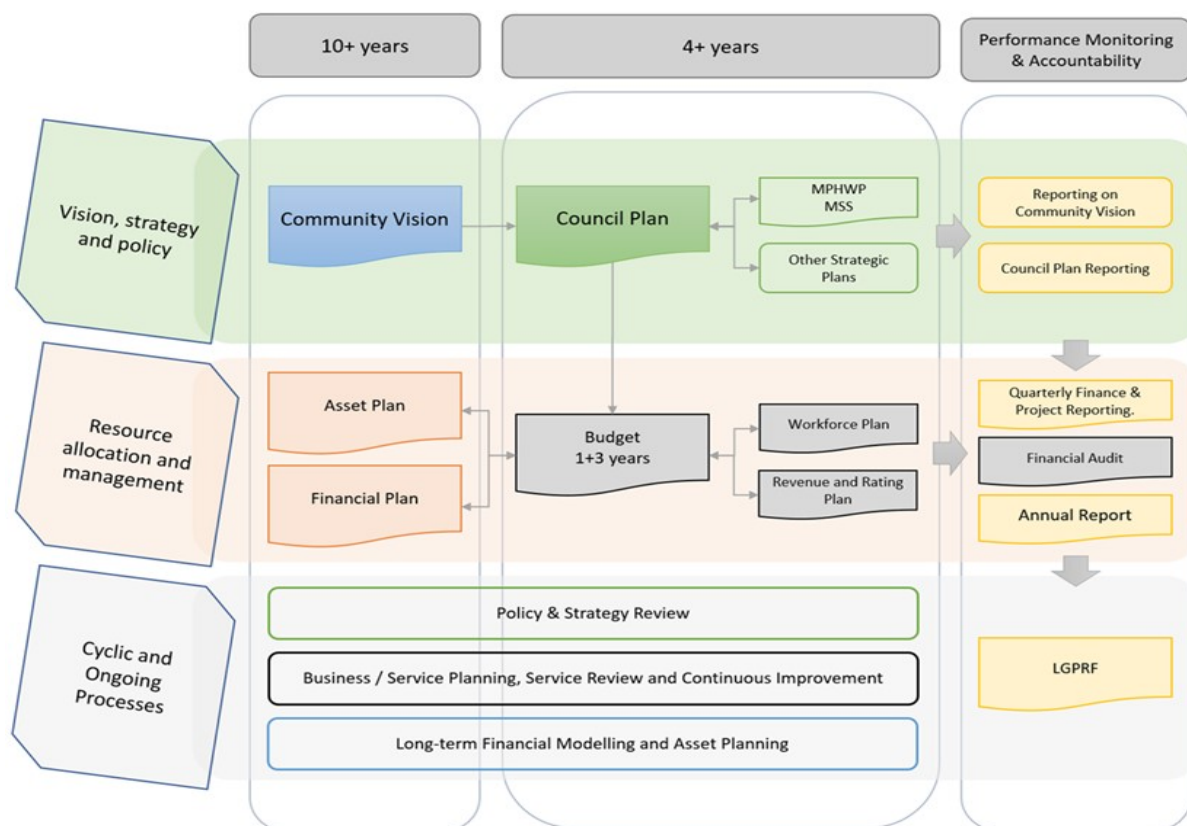 10+ years
4+ years
Performance Monitoring
& Accountability
Vision, strategy
and policy
Community Vision
Council Plan
MPHWP
MSS
Other Strategic
Plans
Reporting on
Community Vision
Council Plan Reporting
Resource
allocation and
management
Asset Plan
Financial Plan
Budget
1+3 years
Workforce Plan
Revenue and Rating
Plan
Quarterly Finance &
Project Reporting.
Financial Audit
Annual Report
Cyclic and
Ongoing
Processes
Policy & Strategy Review
Business / Service Planning, Service Review and Continuous Improvement
Long-term Financial Modelling and Asset Planning
LGPRF